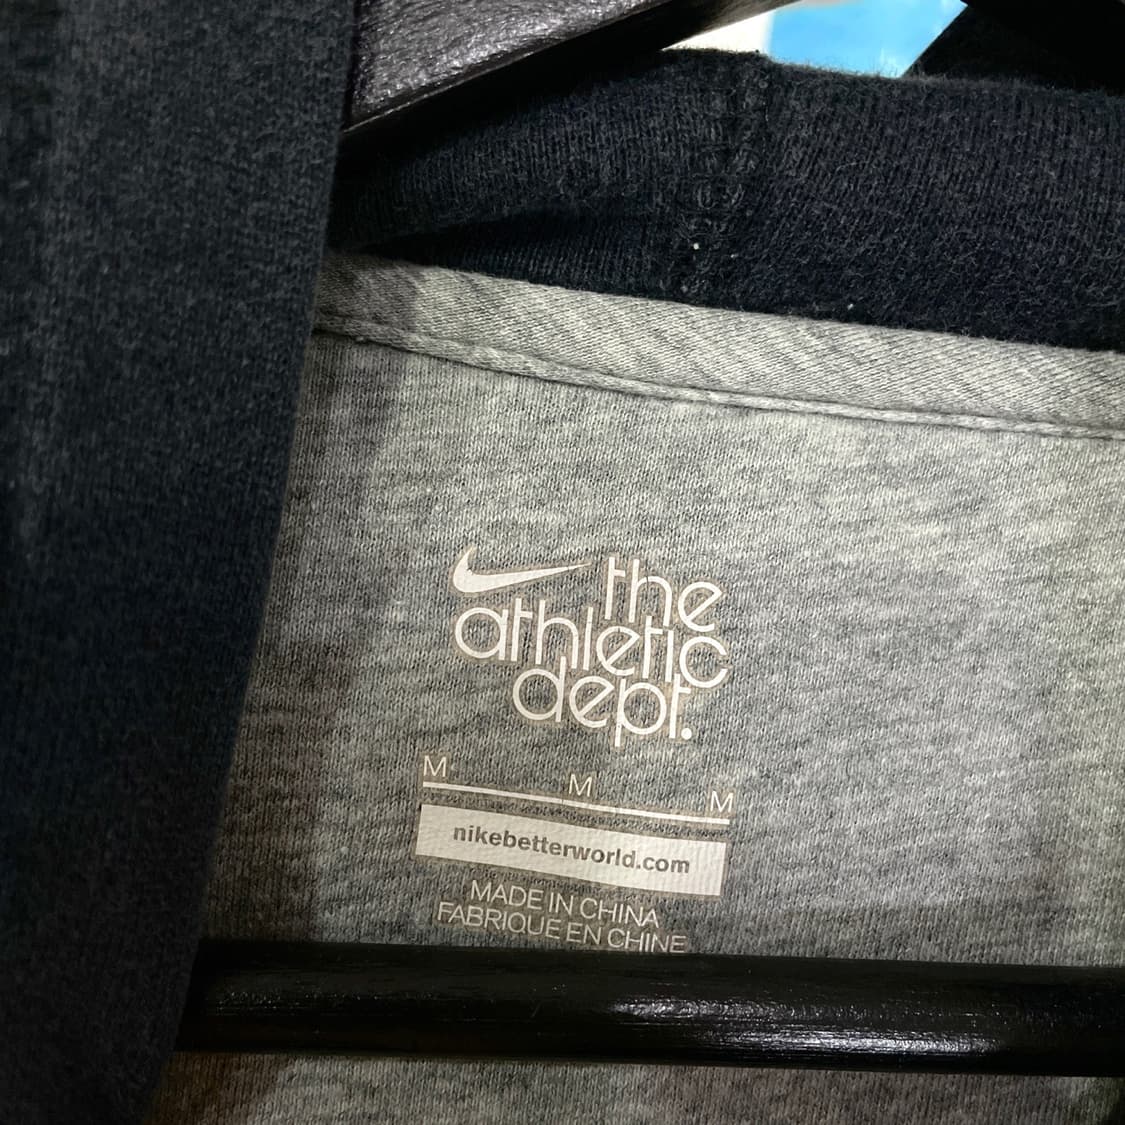 the
athletic
dept.
M M M
nikebetterworld.com
MADE IN CHINA
FABRIQUE EN CHINE